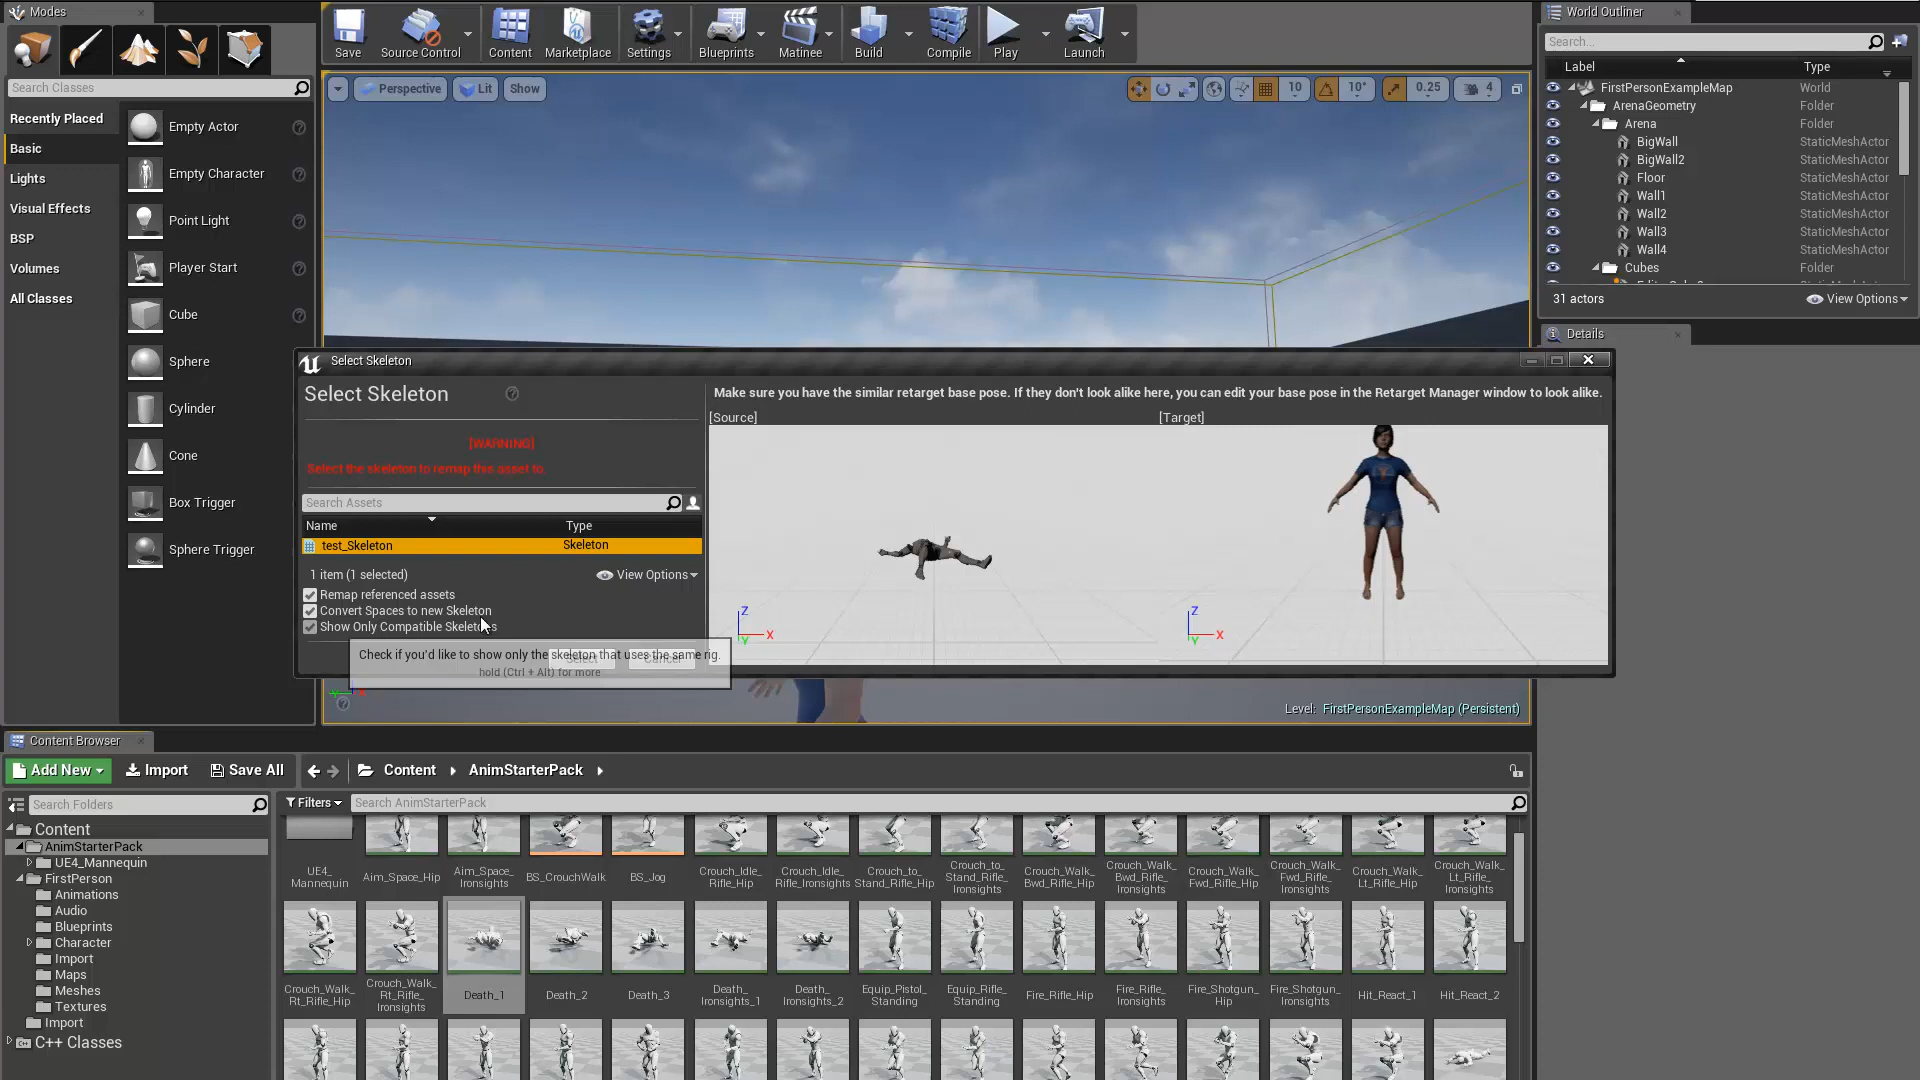 Modes
Save
Source Control
Content
Marketplace
Settings
Blueprints
Matinee
Build
Compile
Play
Launch
World Outliner
Search Classes
Search...
Label
Type
Perspective
Lit
Show
10
10°
0.25
4
Recently Placed
Basic
Lights
Visual Effects
BSP
Volumes
All Classes
Empty Actor
Empty Character
Point Light
Player Start
Cube
Sphere
Cylinder
Cone
Box Trigger
Sphere Trigger
FirstPersonExampleMap World
ArenaGeometry Folder
Arena Folder
BigWall StaticMeshActor
BigWall2 StaticMeshActor
Floor StaticMeshActor
Wall1 StaticMeshActor
Wall2 StaticMeshActor
Wall3 StaticMeshActor
Wall4 StaticMeshActor
Cubes Folder
31 actors
View Options
Details
Select Skeleton
Select Skeleton
[WARNING]
Select the skeleton to remap this asset to.
Search Assets
Name Type
test_Skeleton Skeleton
1 item (1 selected)
View Options
Remap referenced assets
Convert Spaces to new Skeleton
Show Only Compatible Skeletons
Check if you'd like to show only the skeleton that uses the same rig.
hold (Ctrl + Alt) for more
Select
Cancel
Make sure you have the similar retarget base pose. If they don't look alike here, you can edit your base pose in the Retarget Manager window to look alike.
[Source]
[Target]
Z
X
Y
Z
X
Y
Level: FirstPersonExampleMap (Persistent)
Content Browser
Add New
Import
Save All
Content
AnimStarterPack
Search Folders
Filters
Search AnimStarterPack
Content
AnimStarterPack
UE4_Mannequin
FirstPerson
Animations
Audio
Blueprints
Character
Import
Maps
Meshes
Textures
Import
C++ Classes
UE4_
Mannequin
Aim_Space_Hip
Aim_Space_
Ironsights
BS_CrouchWalk
BS_Jog
Crouch_Idle_
Rifle_Hip
Crouch_Idle_
Rifle_Ironsights
Crouch_to_
Stand_Rifle_Hip
Crouch_to_
Stand_Rifle_
Ironsights
Crouch_Walk_
Bwd_Rifle_Hip
Crouch_Walk_
Bwd_Rifle_
Ironsights
Crouch_Walk_
Fwd_Rifle_Hip
Crouch_Walk_
Fwd_Rifle_
Ironsights
Crouch_Walk_
Lt_Rifle_Hip
Crouch_Walk_
Lt_Rifle_
Ironsights
Crouch_Walk_
Rt_Rifle_Hip
Crouch_Walk_
Rt_Rifle_
Ironsights
Death_1
Death_2
Death_3
Death_
Ironsights_1
Death_
Ironsights_2
Equip_Pistol_
Standing
Equip_Rifle_
Standing
Fire_Rifle_Hip
Fire_Rifle_
Ironsights
Fire_Shotgun_
Hip
Fire_Shotgun_
Ironsights
Hit_React_1
Hit_React_2